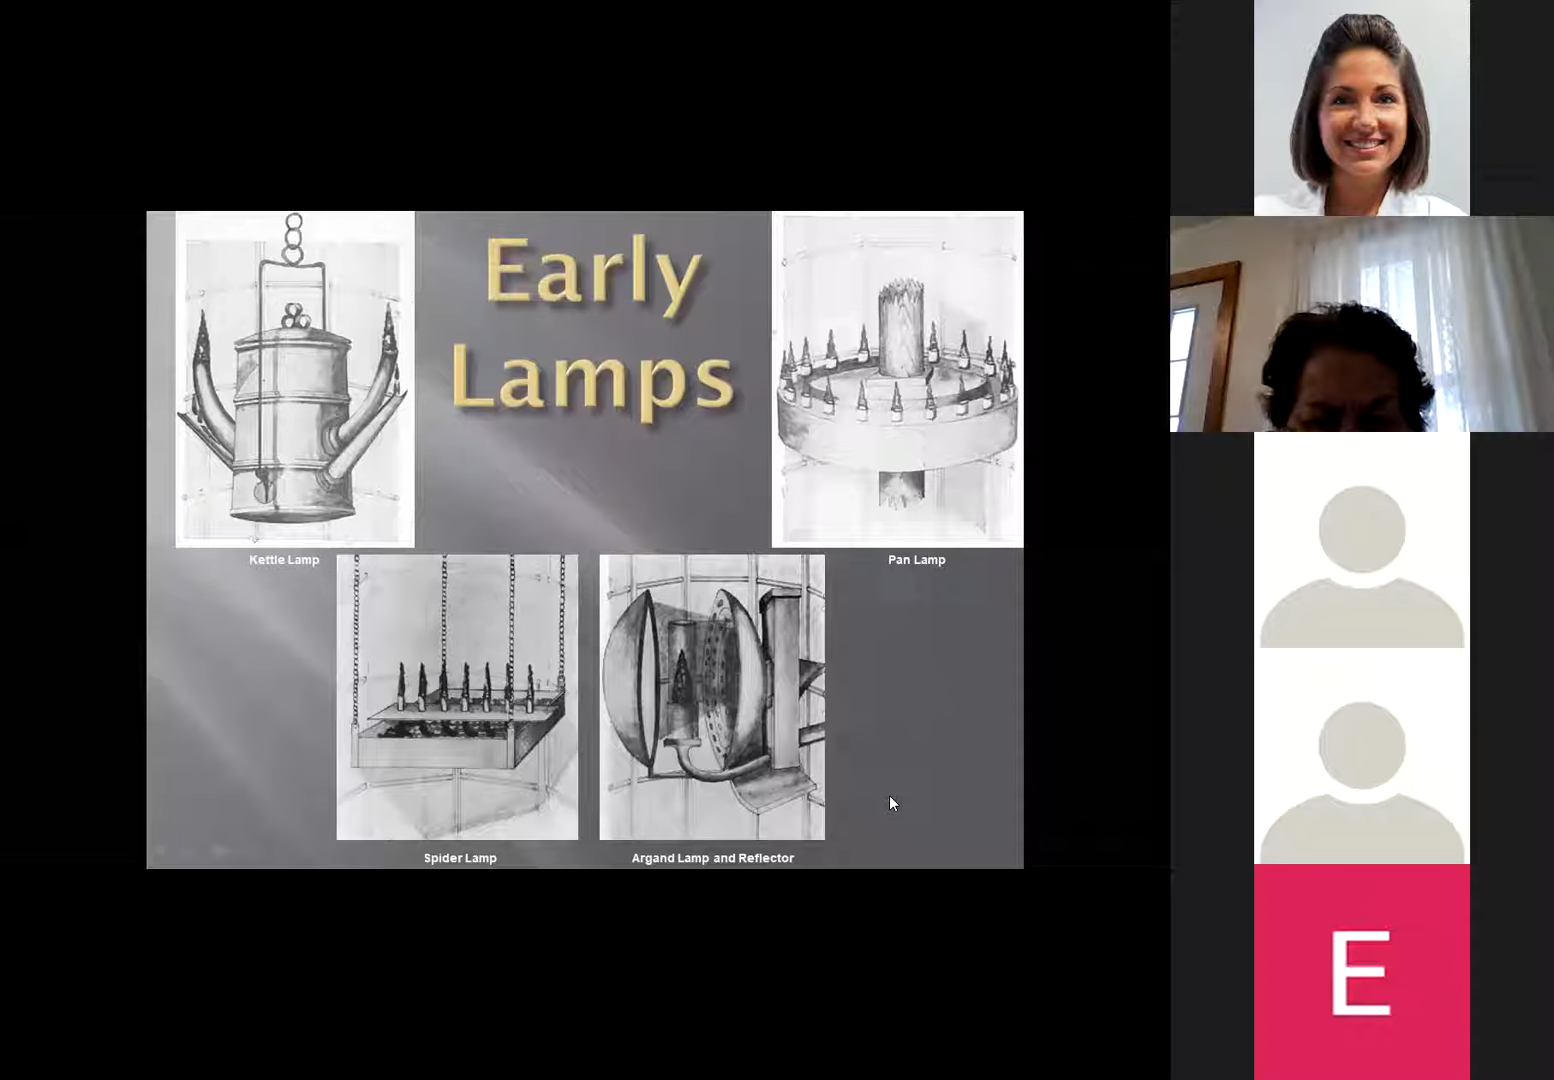 Early
Lamps
Kettle Lamp
Pan Lamp
Spider Lamp
Argand Lamp and Reflector
E